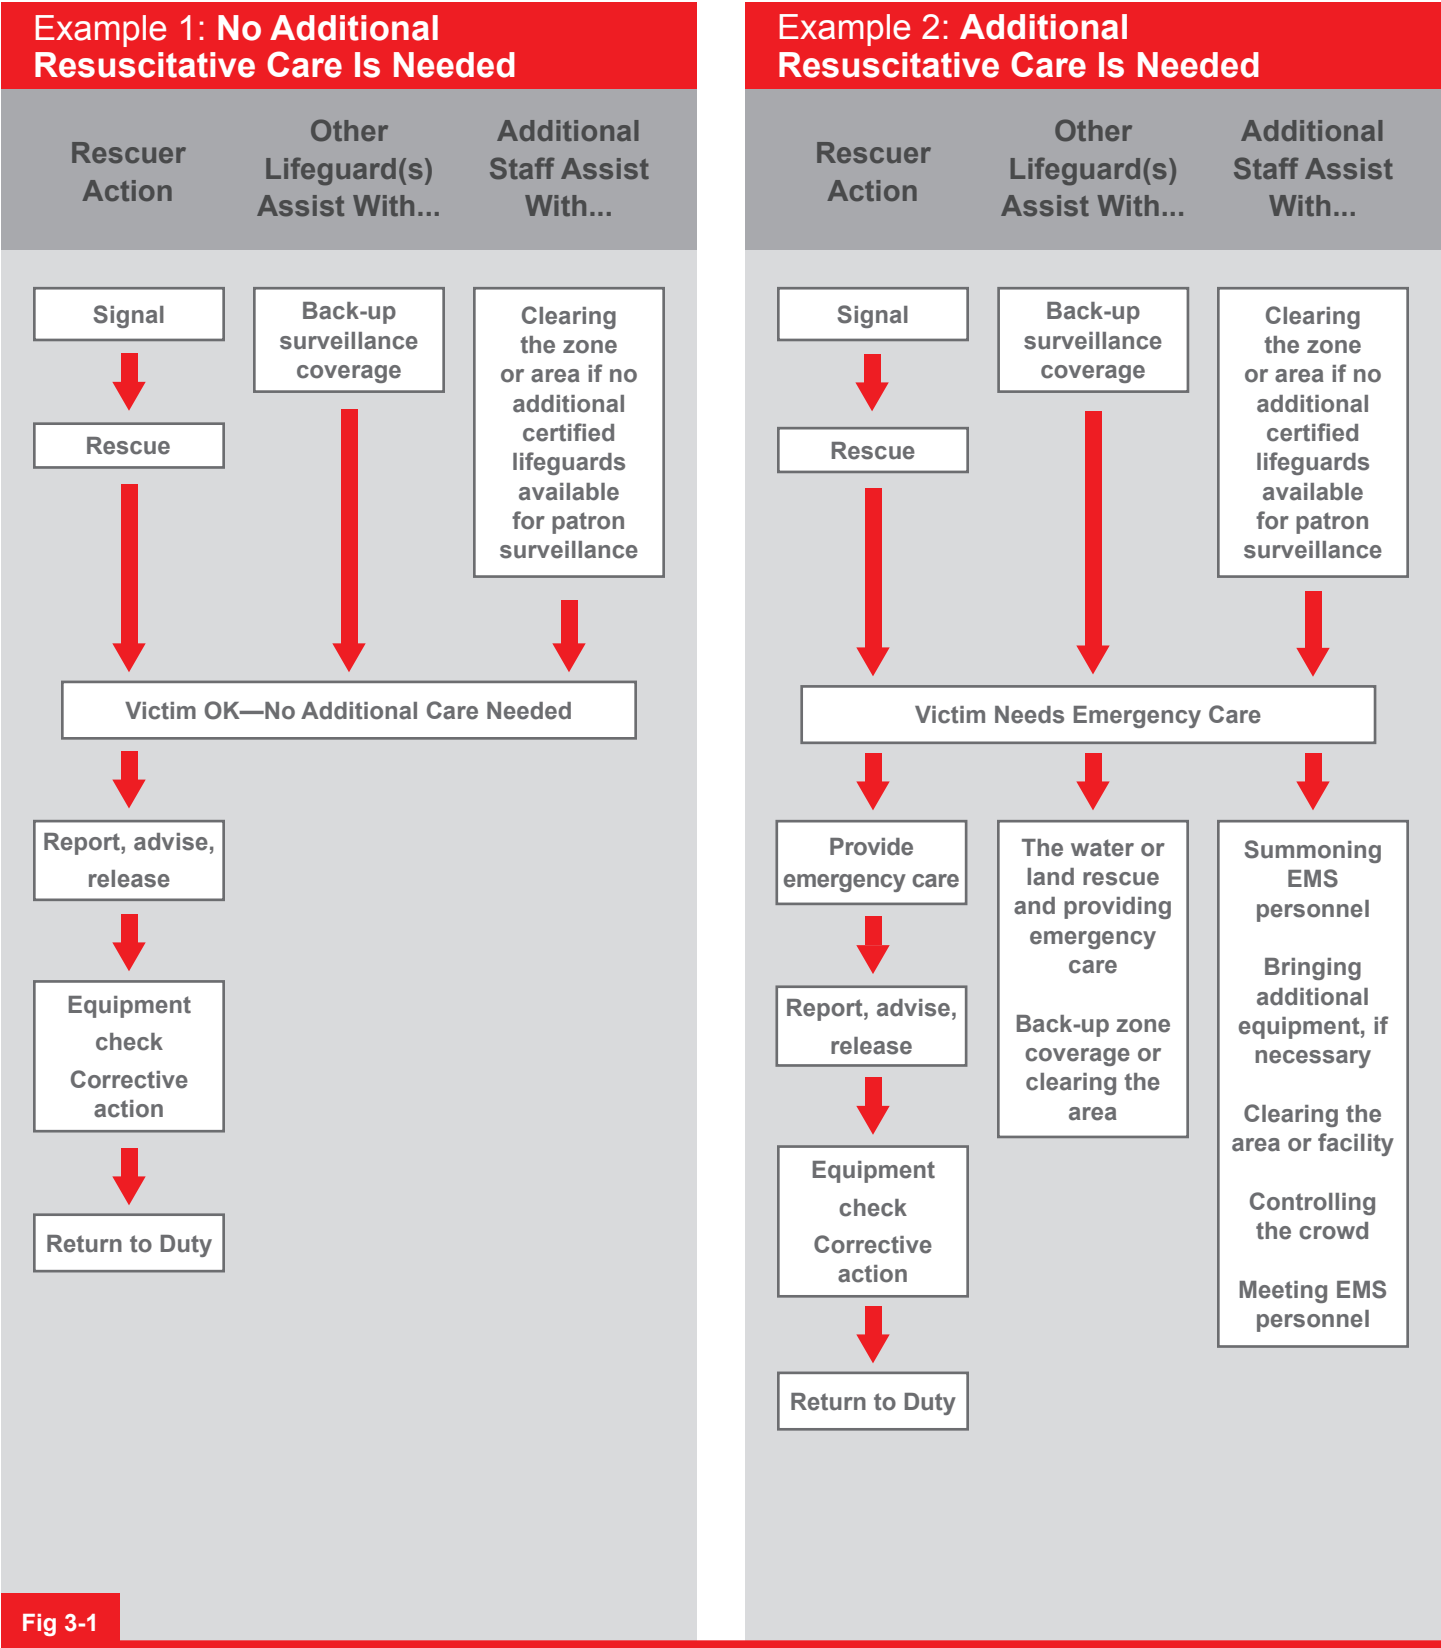 Example 1: No Additional
Resuscitative Care Is Needed
Rescuer
Action
Other
Lifeguard(s)
Assist With...
Additional
Staff Assist
With...
Signal
Rescue
Back-up
surveillance
coverage
Clearing
the zone
or area if no
additional
certified
lifeguards
available
for patron
surveillance
Victim OK—No Additional Care Needed
Report, advise,
release
Equipment
check
Corrective
action
Return to Duty
Example 2: Additional
Resuscitative Care Is Needed
Rescuer
Action
Other
Lifeguard(s)
Assist With...
Additional
Staff Assist
With...
Signal
Rescue
Back-up
surveillance
coverage
Clearing
the zone
or area if no
additional
certified
lifeguards
available
for patron
surveillance
Victim Needs Emergency Care
Provide
emergency care
Report, advise,
release
Equipment
check
Corrective
action
Return to Duty
The water or
land rescue
and providing
emergency
care
Back-up zone
coverage or
clearing the
area
Summoning
EMS
personnel
Bringing
additional
equipment, if
necessary
Clearing the
area or facility
Controlling
the crowd
Meeting EMS
personnel
Fig 3-1